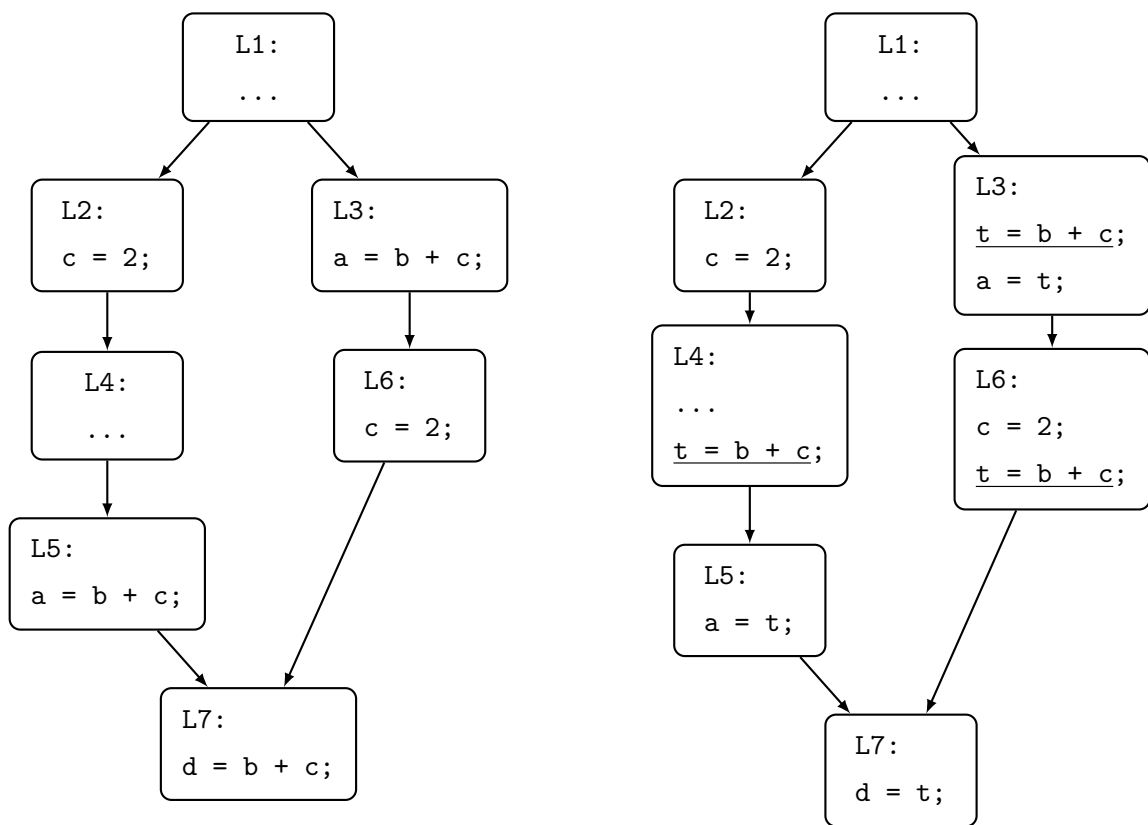 L1:
...
L2:
c = 2;
L3:
a = b + c;
L4:
...
L6:
c = 2;
L5:
a = b + c;
L7:
d = b + c;
L1:
...
L2:
c = 2;
L3:
t = b + c;
a = t;
L4:
...
t = b + c;
L6:
c = 2;
t = b + c;
L5:
a = t;
L7:
d = t;